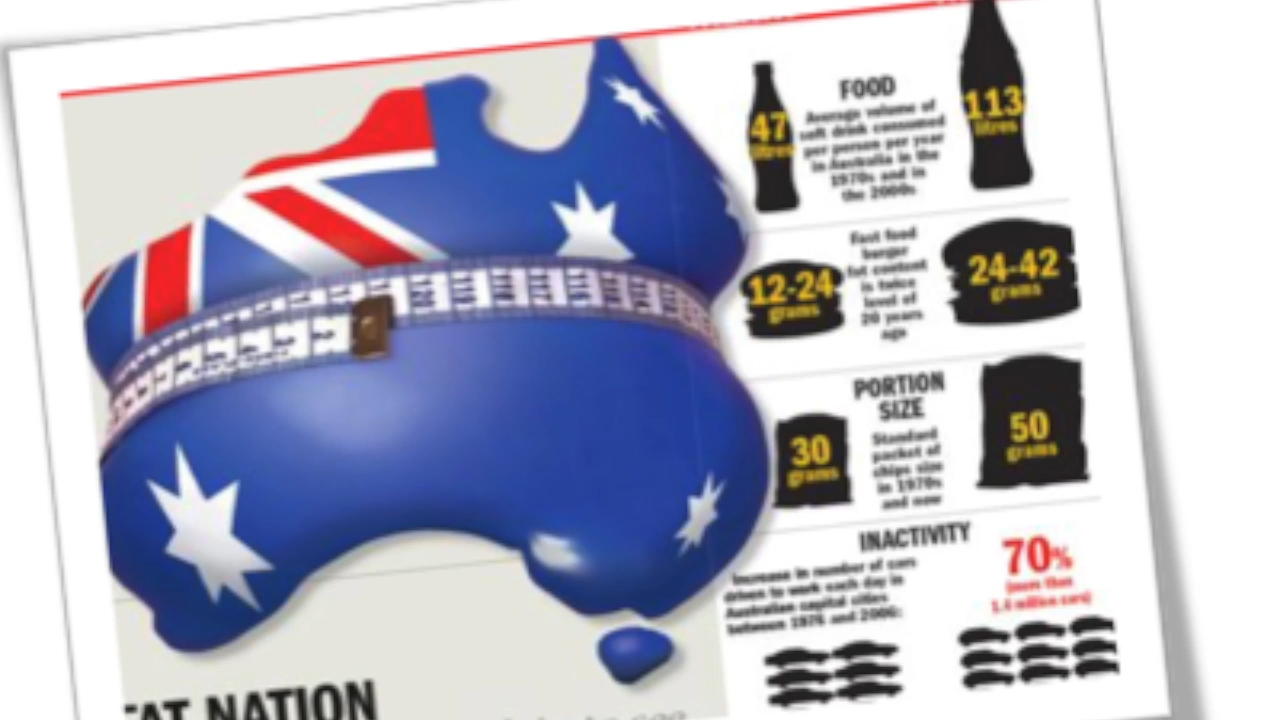 47
litres
FOOD
Average volume of
soft drink consumed
per person per year
in Australia in the
1970s and in
the 2000s
113
litres
12-24
grams
Fast food
burger
fat content
is twice
level of
20 years
ago
24-42
grams
30
grams
PORTION
SIZE
Standard
packet of
chips size
in 1970s
and now
50
grams
INACTIVITY
Increase in number of cars
driven to work each day in
Australian capital cities
between 1976 and 2006:
70%
(more than
1.4 million cars)
AT NATION